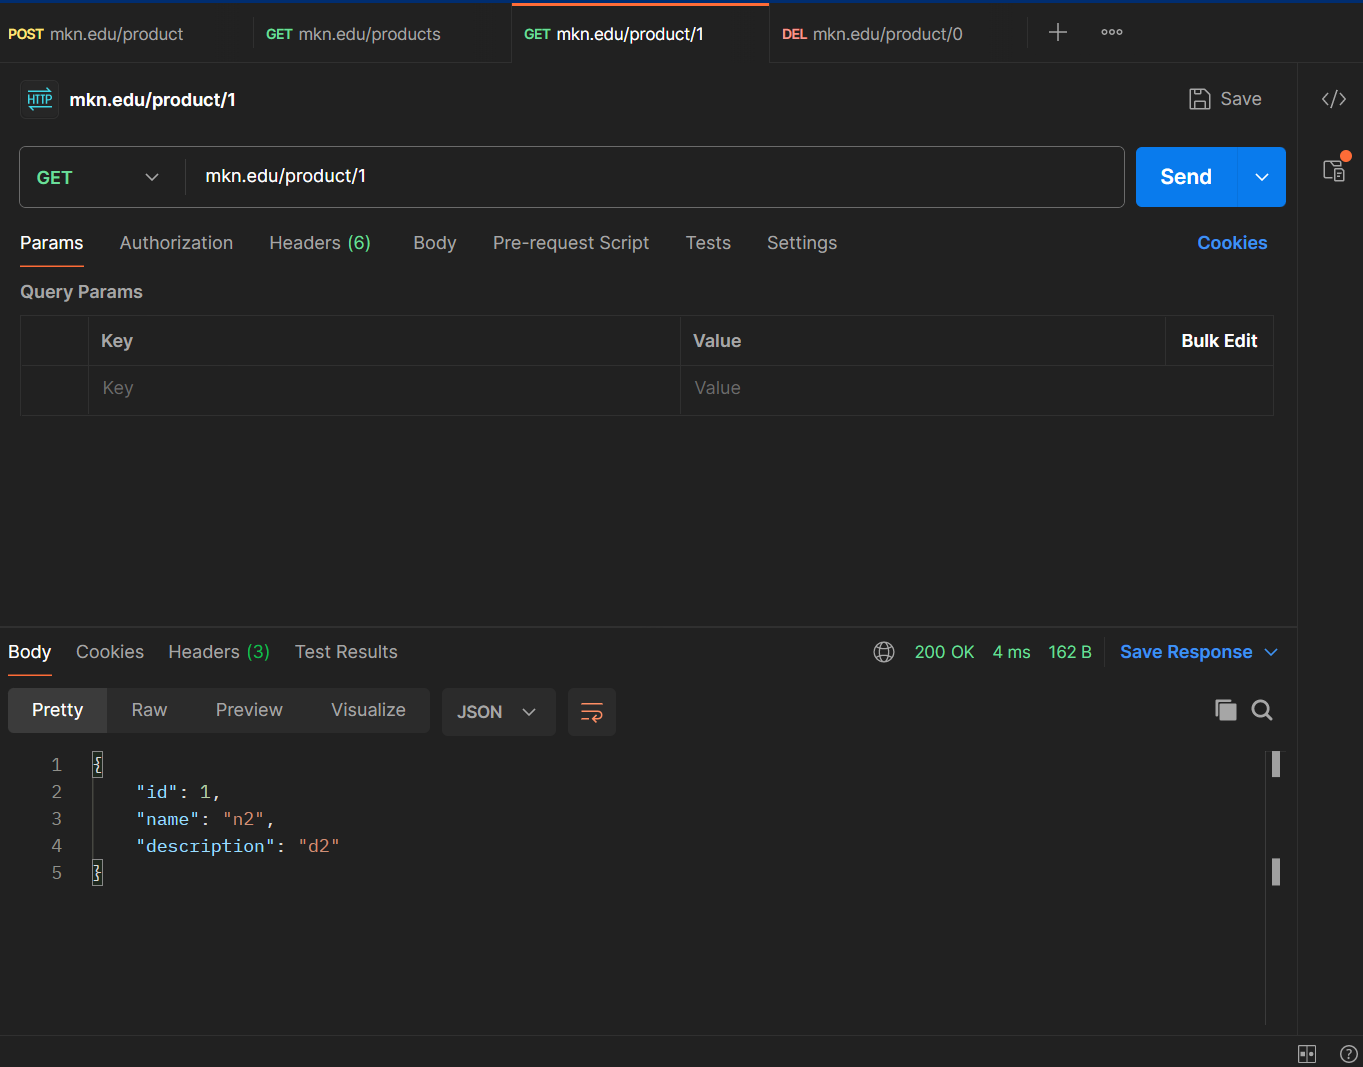 POST mkn.edu/product
GET mkn.edu/products
GET mkn.edu/product/1
DEL mkn.edu/product/0
HTTP mkn.edu/product/1
Save
GET mkn.edu/product/1
Send
Params Authorization Headers (6) Body Pre-request Script Tests Settings Cookies
Query Params
Key Value Bulk Edit
Key Value
Body Cookies Headers (3) Test Results 200 OK 4 ms 162 B Save Response
Pretty Raw Preview Visualize JSON
1 {
2 "id": 1,
3 "name": "n2",
4 "description": "d2"
5 }